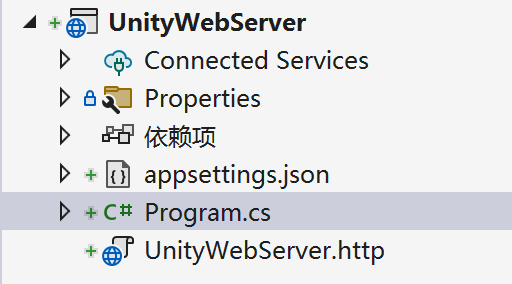 UnityWebServer
Connected Services
Properties
依赖项
appsettings.json
C# Program.cs
UnityWebServer.http